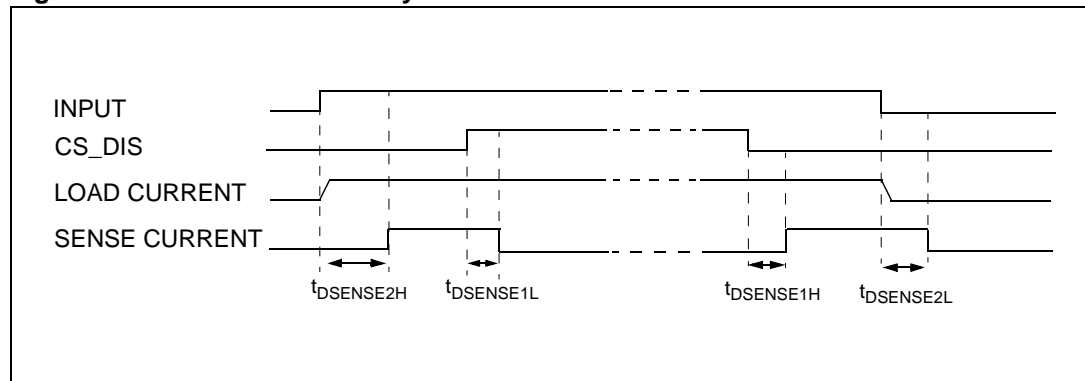 INPUT
CS_DIS
LOAD CURRENT
SENSE CURRENT
tDSENSE2H tDSENSE1L tDSENSE1H tDSENSE2L